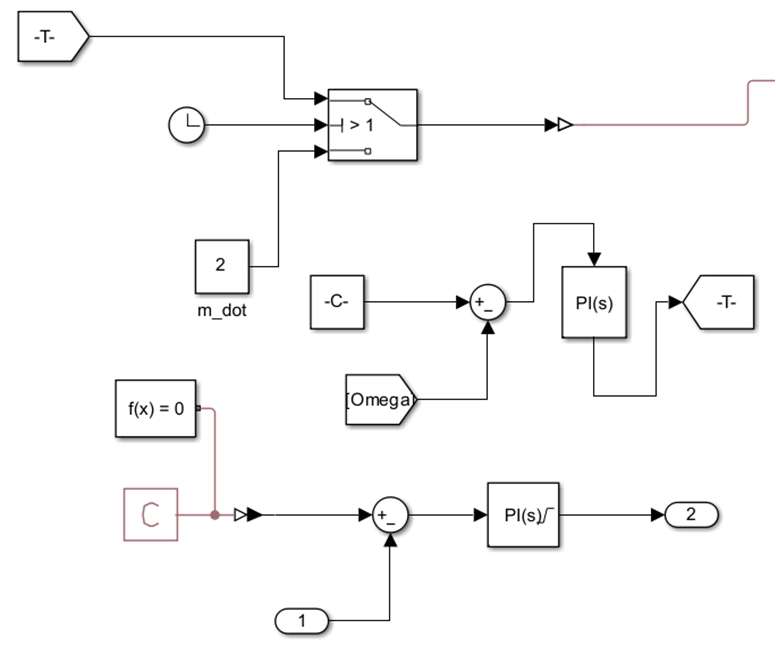 -T-
> 1
2
m_dot
-C-
+
−
PI(s)
-T-
[Omega]
f(x) = 0
C
+
−
PI(s)
2
1